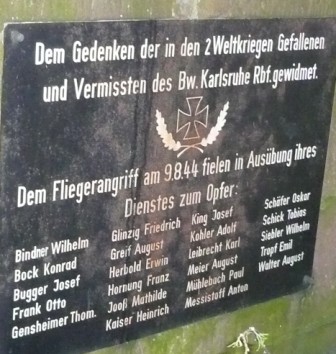 Dem Gedenken der in den 2 Weltkriegen Gefallenen
und Vermissten des Bw. Karlsruhe Rbf. gewidmet.
Dem Fliegerangriff am 9.8.44 fielen in Ausübung ihres
Dienstes zum Opfer:
Bindner Wilhelm
Bock Konrad
Bugger Josef
Frank Otto
Gensheimer Thom.
Glinzig Friedrich
Greif August
Herbold Erwin
Hornung Franz
Jooß Mathilde
Kaiser Heinrich
King Josef
Kohler Adolf
Leibrecht Karl
Meier August
Mühlebach Paul
Messistoff Anton
Schäfer Oskar
Schick Tobias
Siebler Wilhelm
Tropf Emil
Walter August